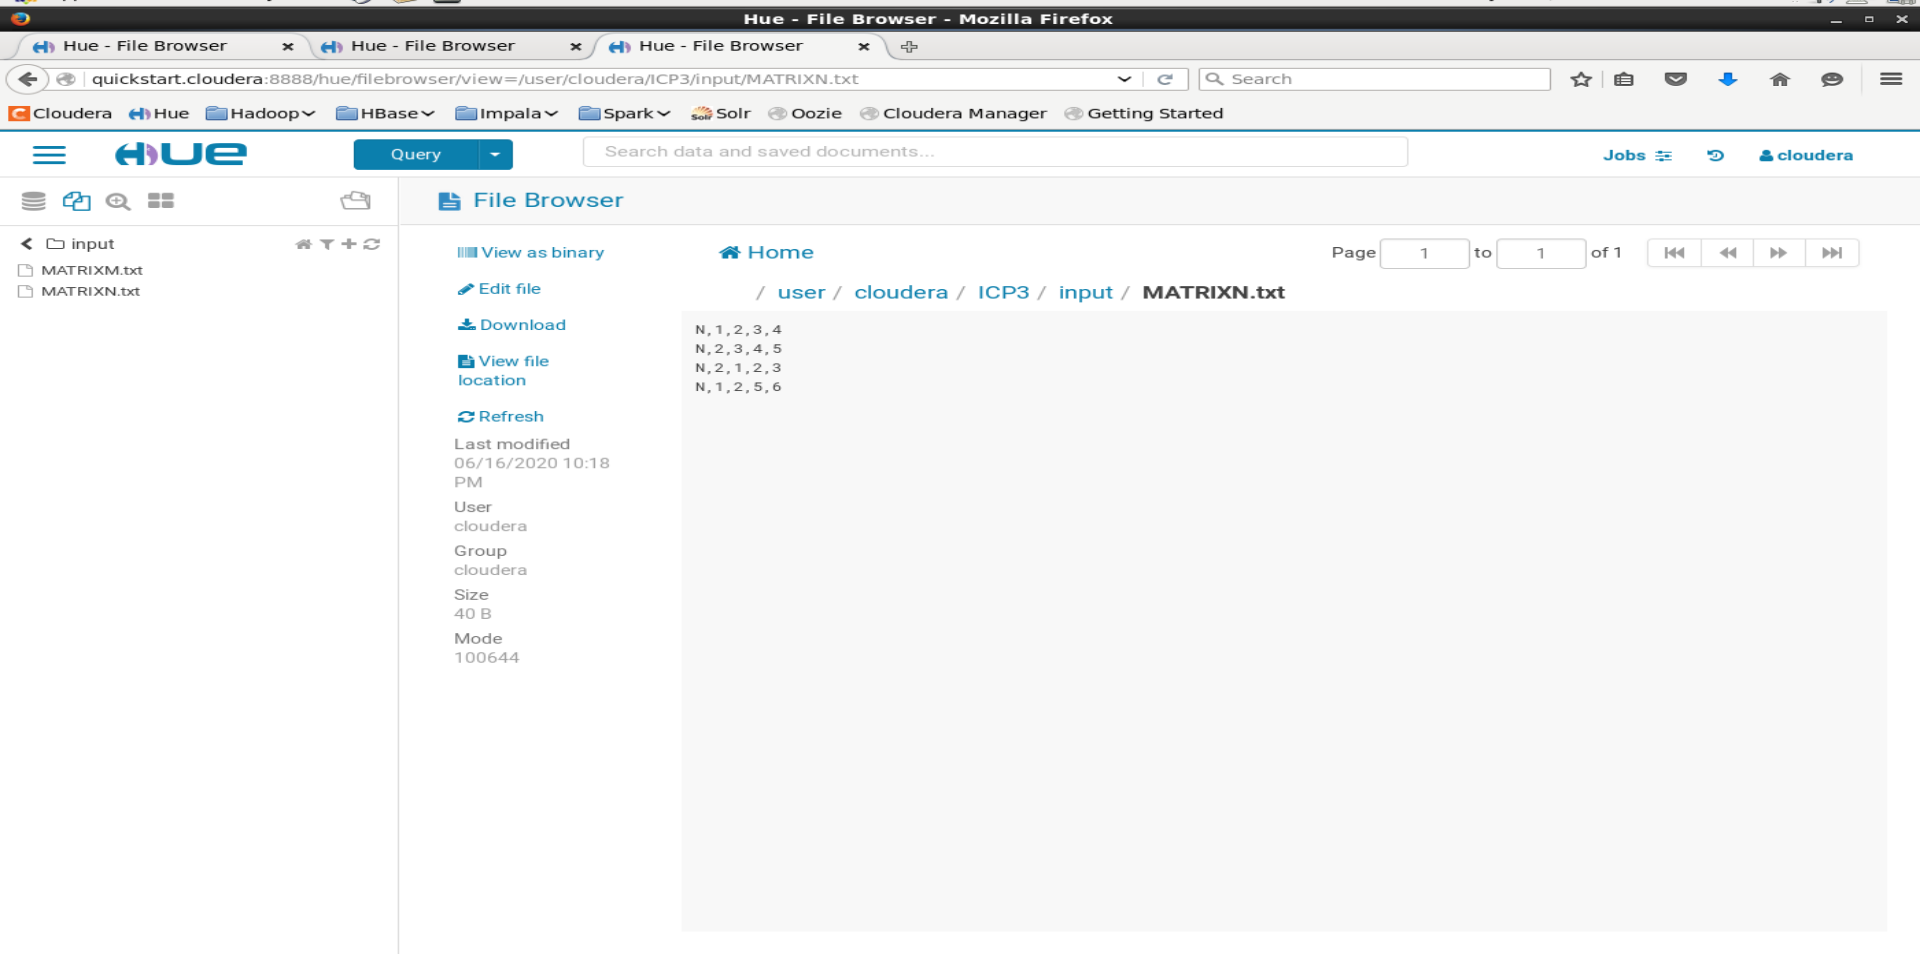 Hue - File Browser - Mozilla Firefox
Hue - File Browser
Hue - File Browser
Hue - File Browser
quickstart.cloudera:8888/hue/filebrowser/view=/user/cloudera/ICP3/input/MATRIXN.txt
Search
Cloudera
Hue
Hadoop
HBase
Impala
Spark
Solr
Oozie
Cloudera Manager
Getting Started
HUE
Query
Search data and saved documents...
Jobs
cloudera
File Browser
input
MATRIXM.txt
MATRIXN.txt
View as binary
Edit file
Download
View file
location
Refresh
Last modified
06/16/2020 10:18
PM
User
cloudera
Group
cloudera
Size
40 B
Mode
100644
Home
Page 1 to 1 of 1
/ user / cloudera / ICP3 / input / MATRIXN.txt
N,1,2,3,4
N,2,3,4,5
N,2,1,2,3
N,1,2,5,6